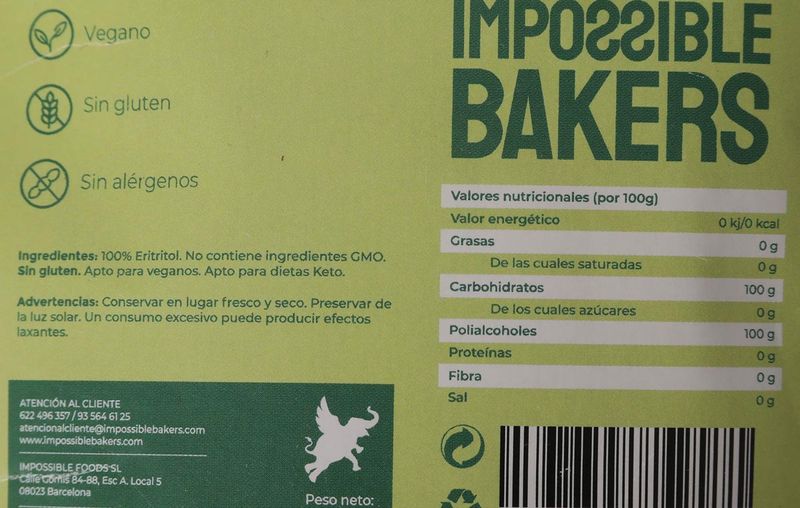 Vegano
Sin gluten
Sin alérgenos
Ingredientes: 100% Eritritol. No contiene ingredientes GMO.
Sin gluten. Apto para veganos. Apto para dietas Keto.
Advertencias: Conservar en lugar fresco y seco. Preservar de
la luz solar. Un consumo excesivo puede producir efectos
laxantes.
ATENCIÓN AL CLIENTE
622 496 357 / 93 564 61 25
atencionalcliente@impossiblebakers.com
www.impossiblebakers.com
IMPOSSIBLE FOODS SL
Calle Gomis 84-88, Esc A. Local 5
08023 Barcelona
Peso neto:
IMPOSSIBLE
BAKERS
Valores nutricionales (por 100g)
Valor energético 0 kj/0 kcal
Grasas 0 g
De las cuales saturadas 0 g
Carbohidratos 100 g
De los cuales azúcares 0 g
Polialcoholes 100 g
Proteínas 0 g
Fibra 0 g
Sal 0 g